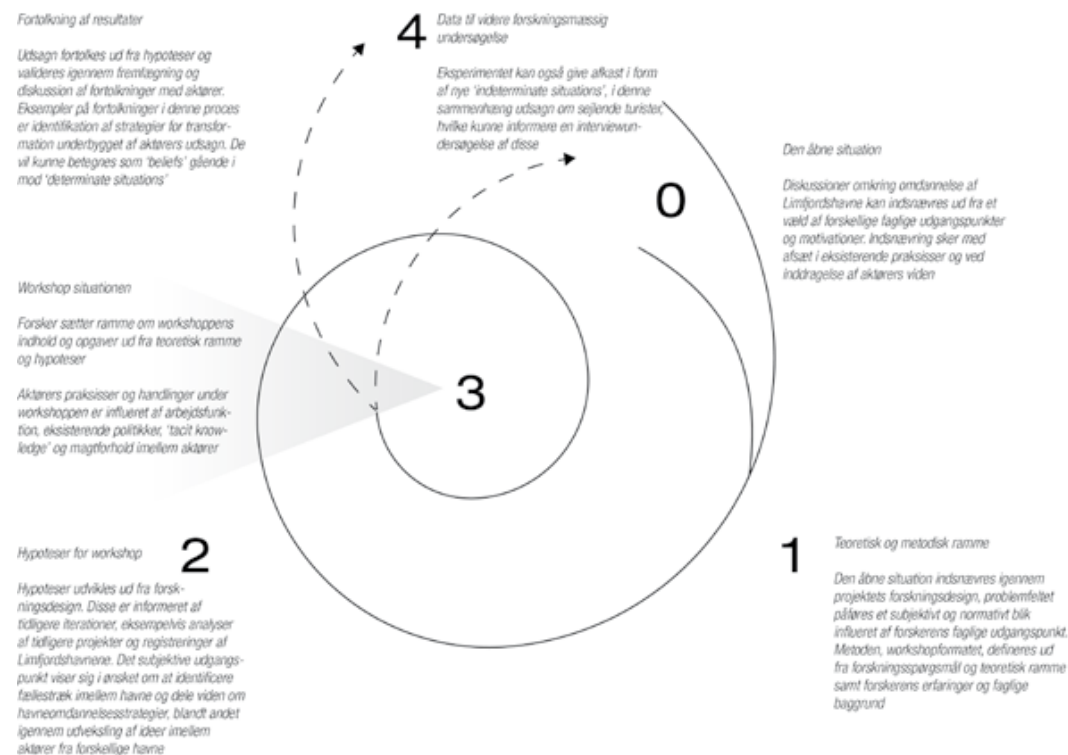 Fortolkning af resultater
Udsagn fortolkes ud fra hypoteser og
valideres igennem fremlægning og
diskussion af fortolkninger med aktører.
Eksempler på fortolkninger i denne proces
er identifikation af strategier for transfor-
mation underbygget af aktørers udsagn. De
vil kunne betegnes som 'beliefs' gående i
mod 'determinate situations'
4
Data til videre forskningsmæssig
undersøgelse
Eksperimentet kan også give afkast i form
af nye 'indeterminate situations', i denne
sammenhæng udsagn om sejlende turister,
hvilke kunne informere en interviewun-
dersøgelse af disse
0
Den åbne situation
Diskussioner omkring omdannelse af
Limfjordshavne kan indsnævres ud fra et
væld af forskellige faglige udgangspunkter
og motivationer. Indsnævring sker med
afsæt i eksisterende praksisser og ved
inddragelse af aktørers viden
Workshop situationen
Forsker sætter ramme om workshoppens
indhold og opgaver ud fra teoretisk ramme
og hypoteser
Aktørers praksisser og handlinger under
workshoppen er influeret af arbejdsfunk-
tion, eksisterende politikker, 'tacit know-
ledge' og magtforhold imellem aktører
3
Hypoteser for workshop
2
Hypoteser udvikles ud fra forsk-
ningsdesign. Disse er informeret af
tidligere iterationer, eksempelvis analyser
af tidligere projekter og registreringer af
Limfjordshavnene. Det subjektive udgangs-
punkt viser sig i ønsket om at identificere
fællestræk imellem havne og dele viden om
havneomdannelsesstrategier, blandt andet
igennem udveksling af ideer imellem
aktører fra forskellige havne
1
Teoretisk og metodisk ramme
Den åbne situation indsnævres igennem
projektets forskningsdesign, problemfeltet
påføres et subjektivt og normativt blik
influeret af forskerens faglige udgangspunkt.
Metoden, workshopformatet, defineres ud
fra forskningsspørgsmål og teoretisk ramme
samt forskerens erfaringer og faglige
baggrund